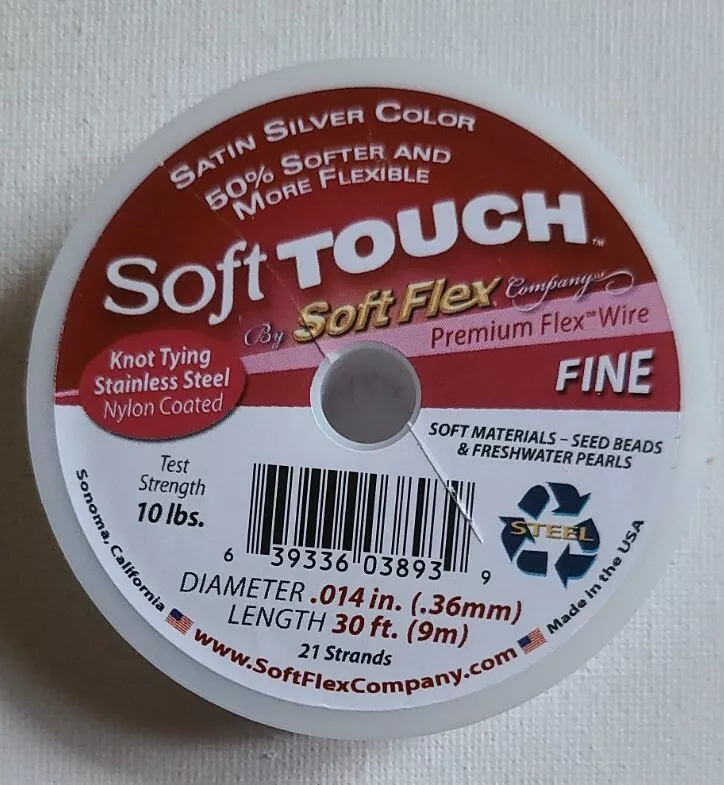 SATIN SILVER COLOR
50% SOFTER AND
MORE FLEXIBLE
Soft TOUCH™
By Soft Flex Company
Premium Flex™ Wire
FINE
Knot Tying
Stainless Steel
Nylon Coated
SOFT MATERIALS – SEED BEADS
& FRESHWATER PEARLS
Test
Strength
10 lbs.
6 39336 03893 9
STEEL
DIAMETER .014 in. (.36mm)
LENGTH 30 ft. (9m)
21 Strands
Sonoma, California
www.SoftFlexCompany.com
Made in the USA